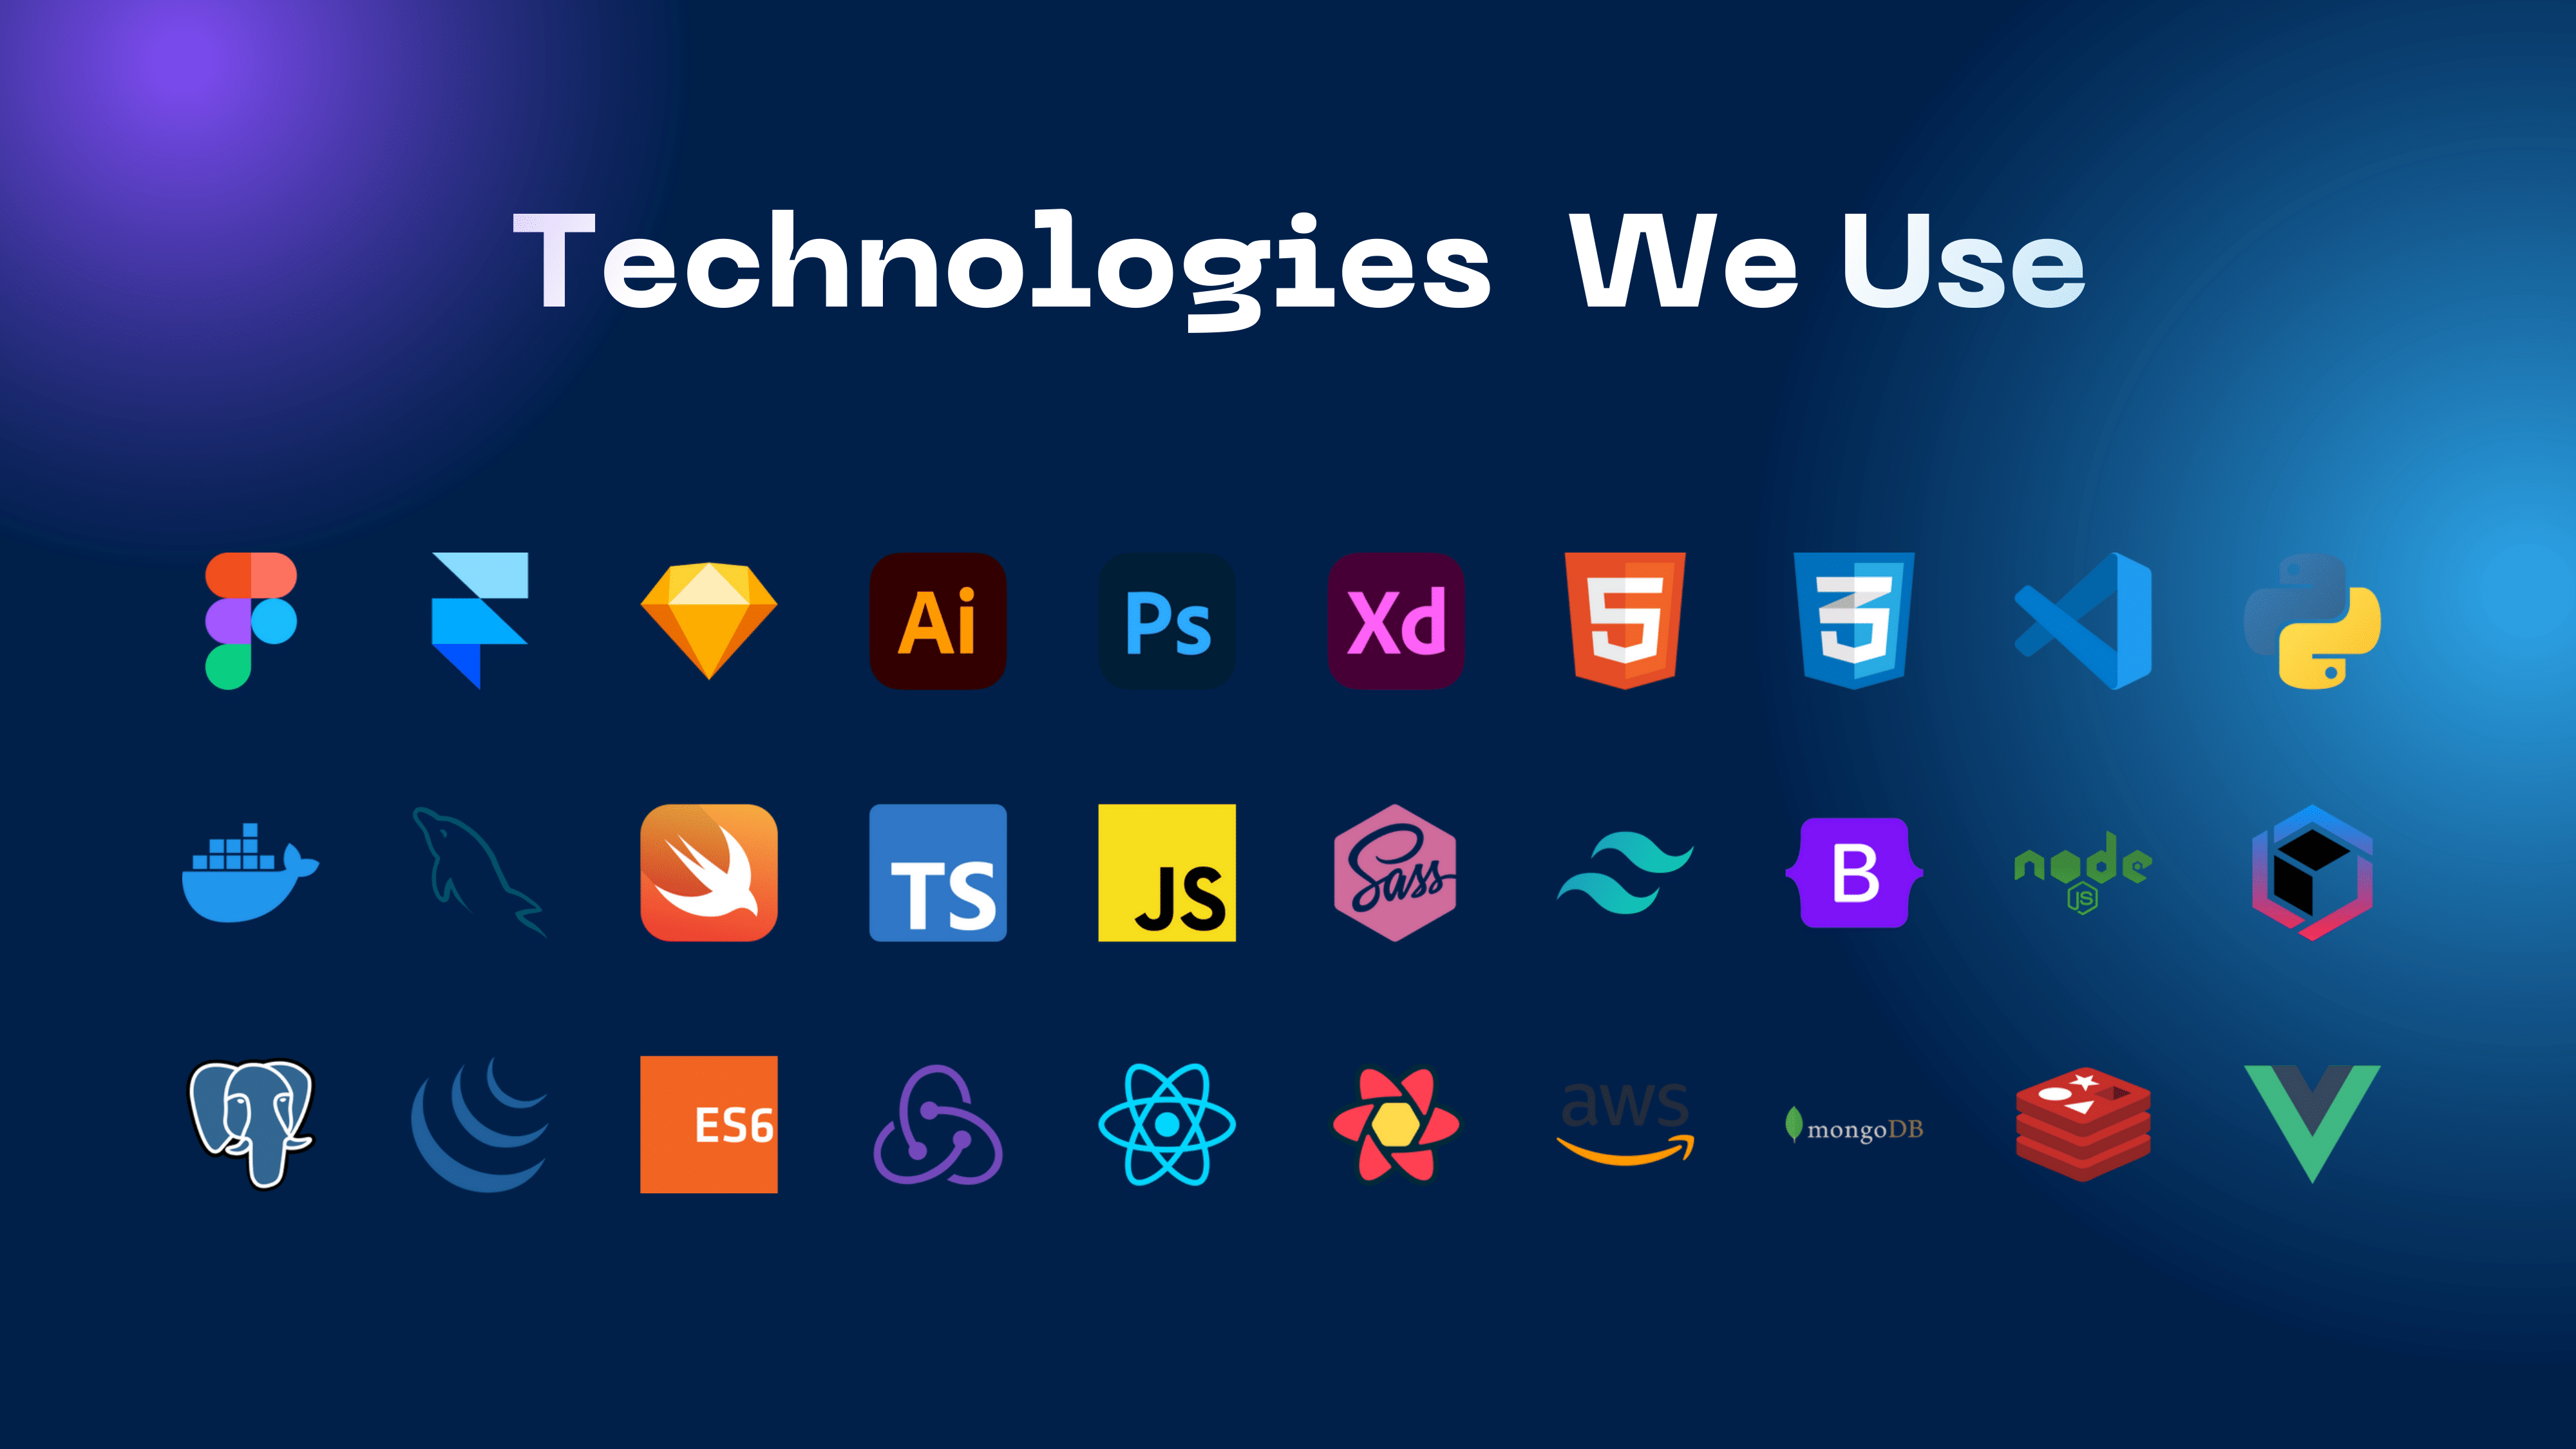 Technologies We Use
Ai
Ps
Xd
5
3
TS
JS
Sass
B
node
JS
ES6
aws
mongoDB